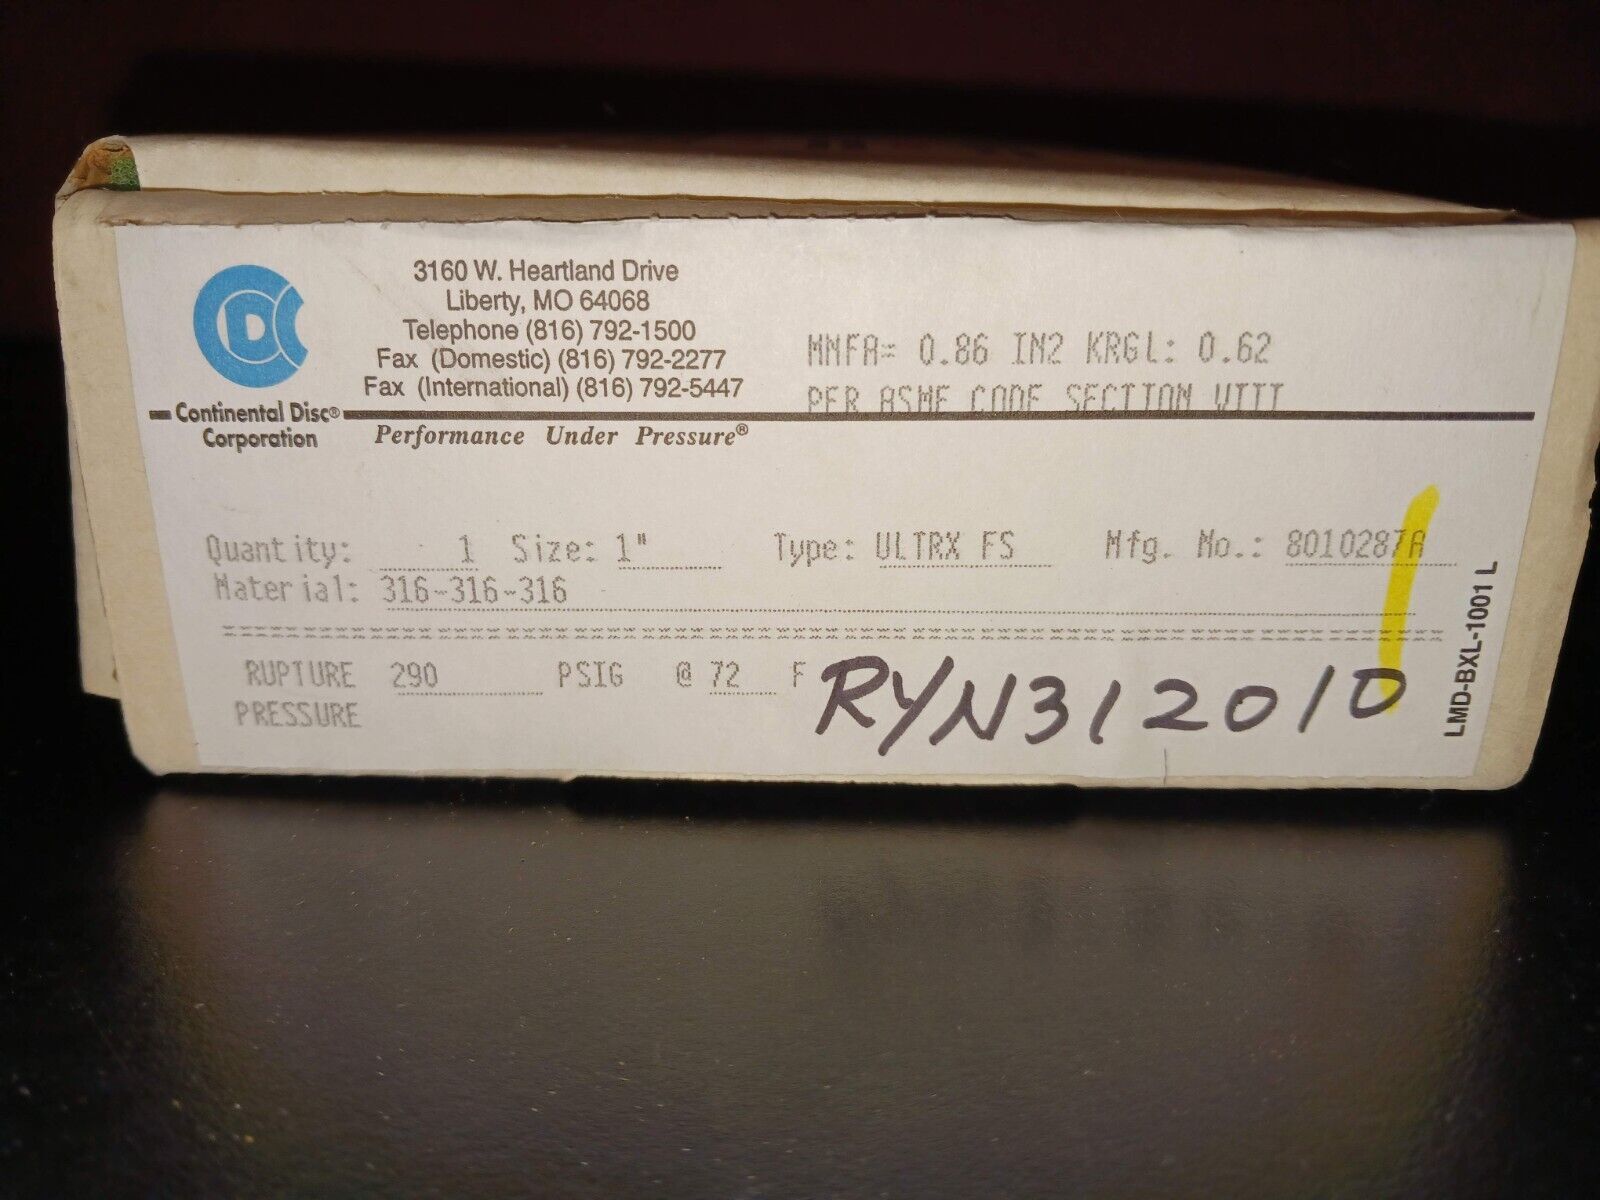 3160 W. Heartland Drive
Liberty, MO 64068
Telephone (816) 792-1500
Fax (Domestic) (816) 792-2277
Fax (International) (816) 792-5447
CDC
Continental Disc®
Corporation
Performance Under Pressure®
MNFA= 0.86 IN2 KRGL: 0.62
PER ASME CODE SECTION VIII
Quantity: 1 Size: 1" Type: ULTRX FS Mfg. No.: 8010287A
Material: 316-316-316
RUPTURE 290 PSIG @ 72 F
PRESSURE
RYN312010
LMD-BXL-1001 L